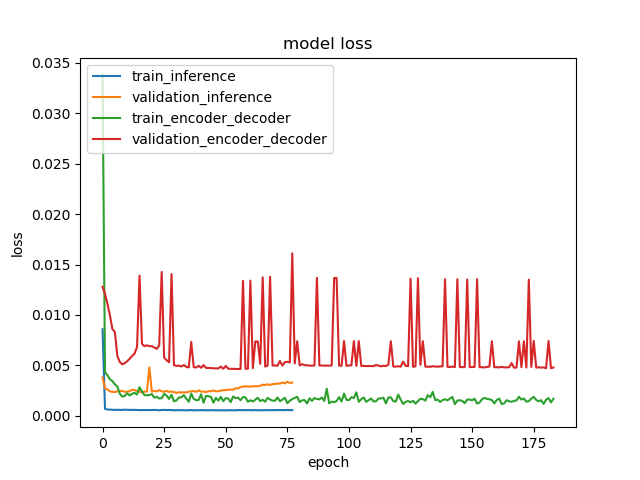 model loss
train_inference
validation_inference
train_encoder_decoder
validation_encoder_decoder
loss
0.035
0.030
0.025
0.020
0.015
0.010
0.005
0.000
0 25 50 75 100 125 150 175
epoch